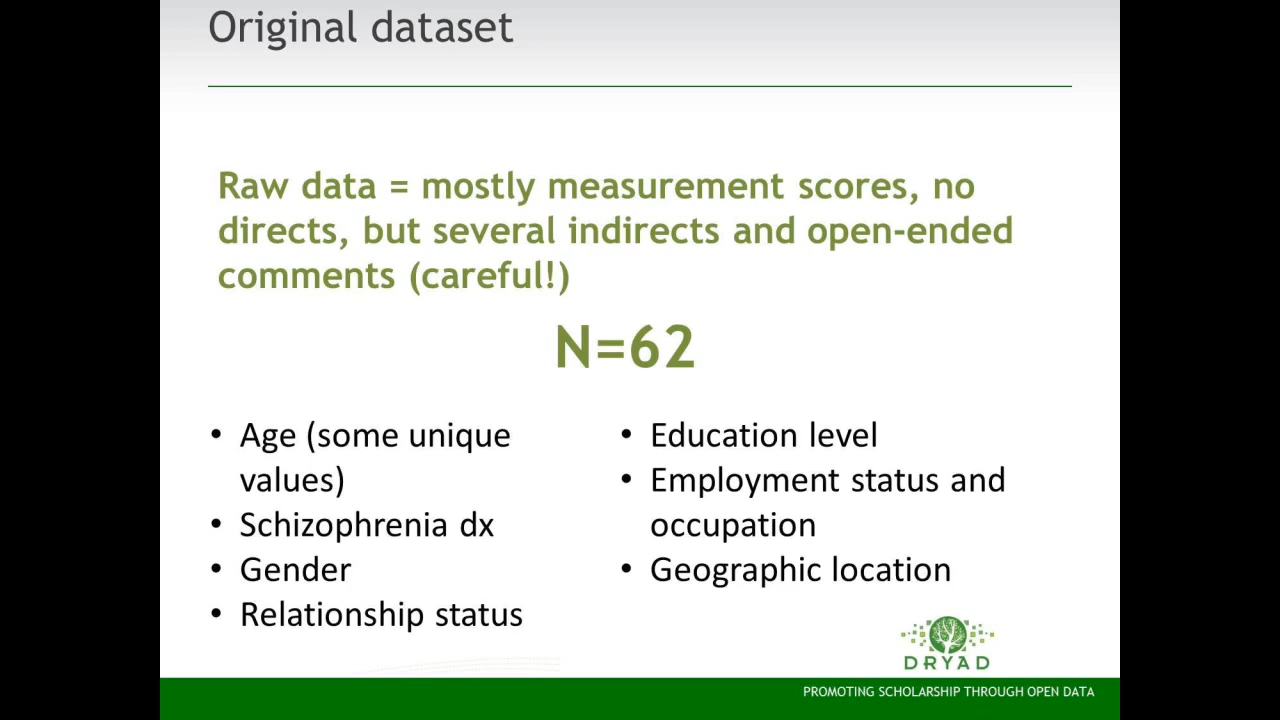 Original dataset
Raw data = mostly measurement scores, no
directs, but several indirects and open-ended
comments (careful!)
N=62
• Age (some unique
values)
• Schizophrenia dx
• Gender
• Relationship status
• Education level
• Employment status and
occupation
• Geographic location
DRYAD
PROMOTING SCHOLARSHIP THROUGH OPEN DATA